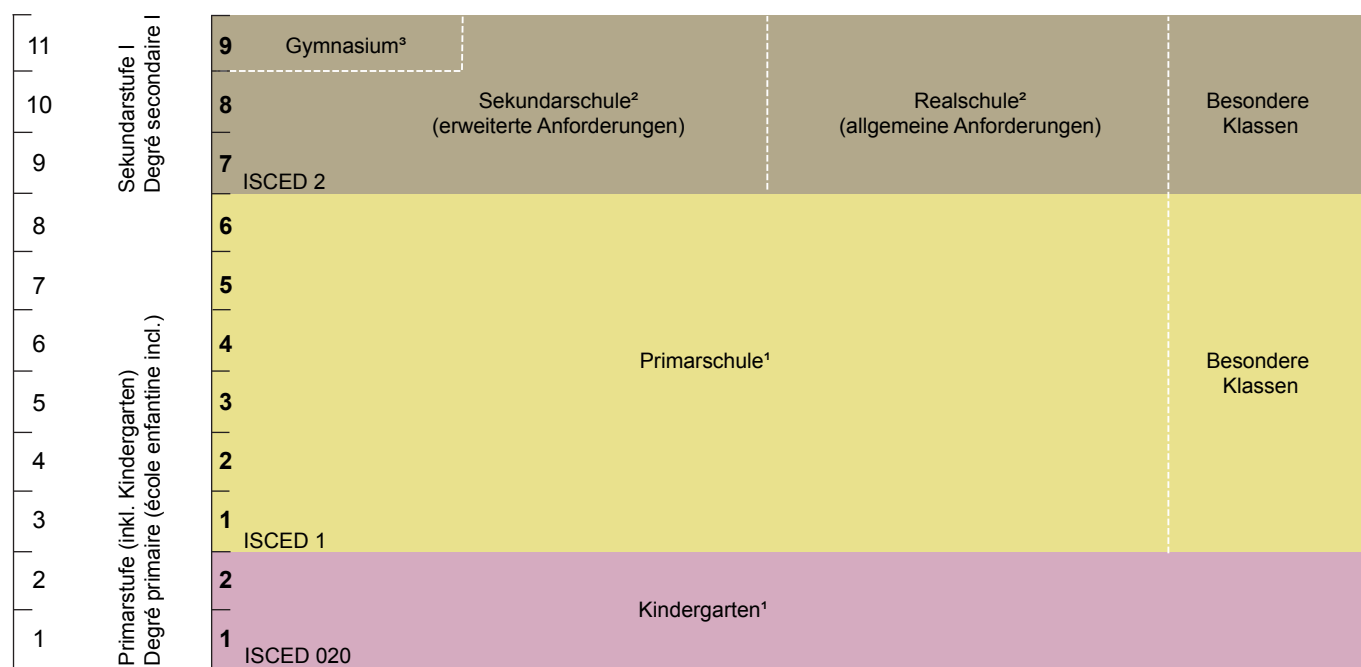 11
10
9
8
7
6
5
4
3
2
1
Sekundarstufe I
Degré secondaire I
Primarstufe (inkl. Kindergarten)
Degré primaire (école enfantine incl.)
9
8
7
6
5
4
3
2
1
2
1
Gymnasium³
Sekundarschule²
(erweiterte Anforderungen)
Realschule²
(allgemeine Anforderungen)
Besondere
Klassen
ISCED 2
Primarschule¹
Besondere
Klassen
ISCED 1
Kindergarten¹
ISCED 020